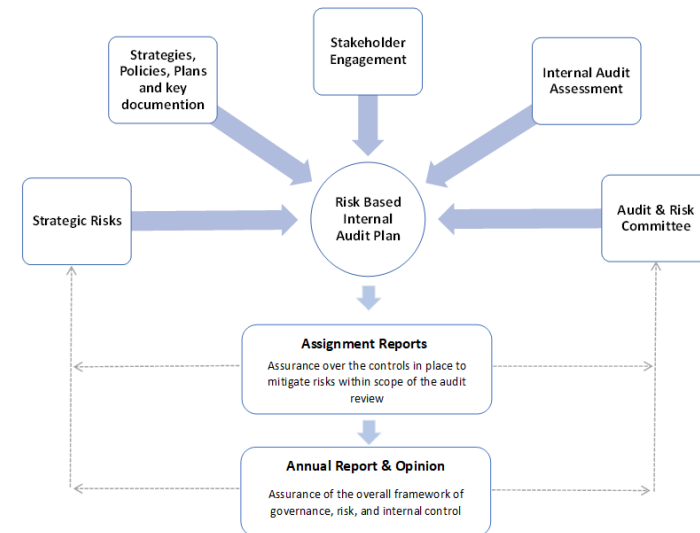 Stakeholder
Engagement
Strategies,
Policies, Plans
and key
documention
Internal Audit
Assessment
Strategic Risks
Risk Based
Internal
Audit Plan
Audit & Risk
Committee
Assignment Reports
Assurance over the controls in place to
mitigate risks within scope of the audit
review
Annual Report & Opinion
Assurance of the overall framework of
governance, risk, and internal control